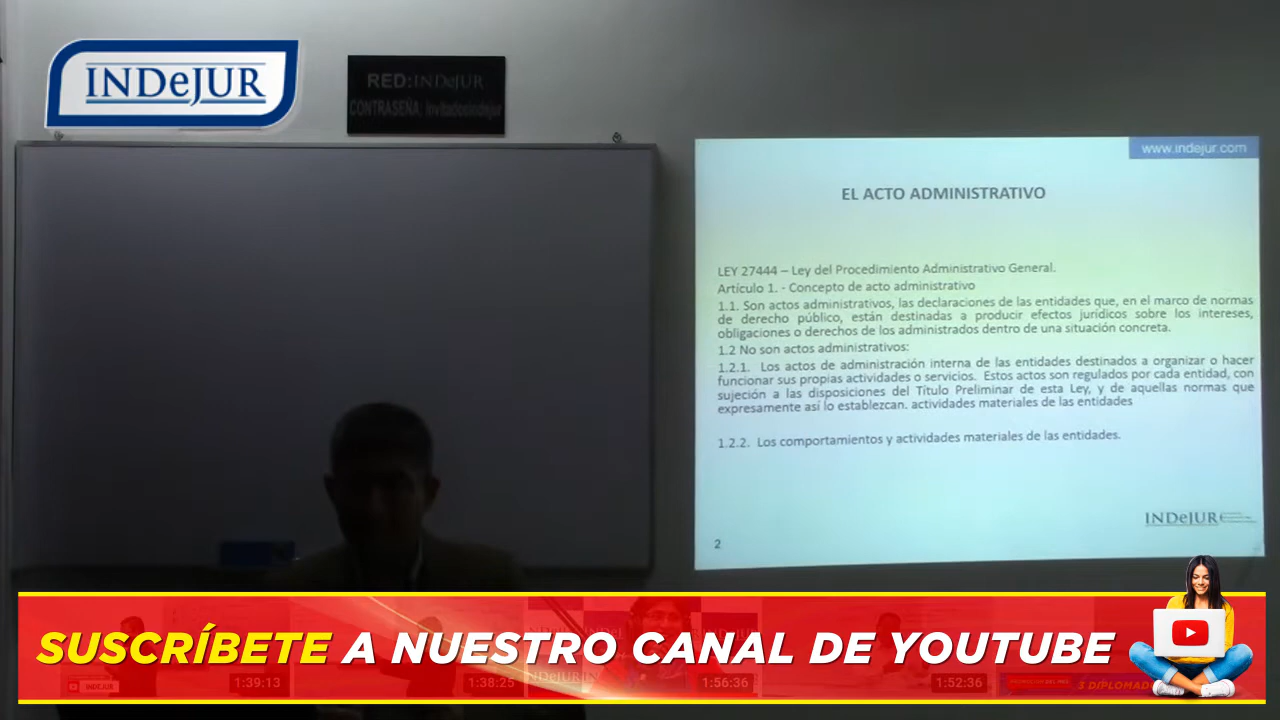 INDeJUR
RED:INDeJUR
CONTRASEÑA: invitadosindejur
www.indejur.com
EL ACTO ADMINISTRATIVO
LEY 27444 – Ley del Procedimiento Administrativo General.
Artículo 1. - Concepto de acto administrativo
1.1. Son actos administrativos, las declaraciones de las entidades que, en el marco de normas
de derecho público, están destinadas a producir efectos jurídicos sobre los intereses,
obligaciones o derechos de los administrados dentro de una situación concreta.
1.2 No son actos administrativos:
1.2.1. Los actos de administración interna de las entidades destinados a organizar o hacer
funcionar sus propias actividades o servicios. Estos actos son regulados por cada entidad, con
sujeción a las disposiciones del Título Preliminar de esta Ley, y de aquellas normas que
expresamente así lo establezcan. actividades materiales de las entidades
1.2.2. Los comportamientos y actividades materiales de las entidades.
INDeJUR
2
SUSCRÍBETE A NUESTRO CANAL DE YOUTUBE
INDEJUR
1:39:13
1:38:25
1:56:36
1:52:36
3 DIPLOMAD